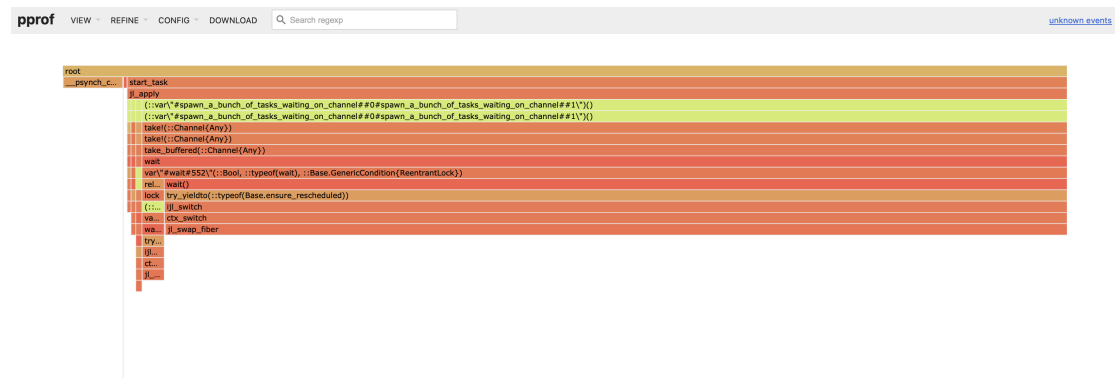 pprof VIEW REFINE CONFIG DOWNLOAD Search regexp unknown events
root
__psynch_c... start_task
jl_apply
(::var\"#spawn_a_bunch_of_tasks_waiting_on_channel##0#spawn_a_bunch_of_tasks_waiting_on_channel##1\")()
(::var\"#spawn_a_bunch_of_tasks_waiting_on_channel##0#spawn_a_bunch_of_tasks_waiting_on_channel##1\")()
take!(::Channel{Any})
take!(::Channel{Any})
take_buffered(::Channel{Any})
wait
var\"#wait#552\"(::Bool, ::typeof(wait), ::Base.GenericCondition{ReentrantLock})
rel... wait()
lock try_yieldto(::typeof(Base.ensure_rescheduled))
(::... ijl_switch
va... ctx_switch
wa... jl_swap_fiber
try...
ijl...
ct...
jl_...